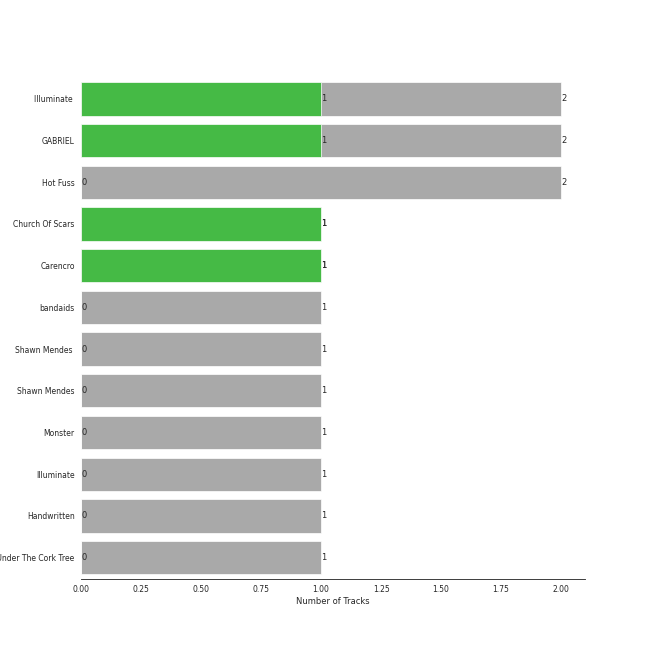 Illuminate 1 2
GABRIEL 1 2
Hot Fuss 0 2
Church Of Scars 1
Carencro 1
bandaids 0 1
Shawn Mendes 0 1
Shawn Mendes 0 1
Monster 0 1
Illuminate 0 1
Handwritten 0 1
Under The Cork Tree 0 1
0.00 0.25 0.50 0.75 1.00 1.25 1.50 1.75 2.00
Number of Tracks